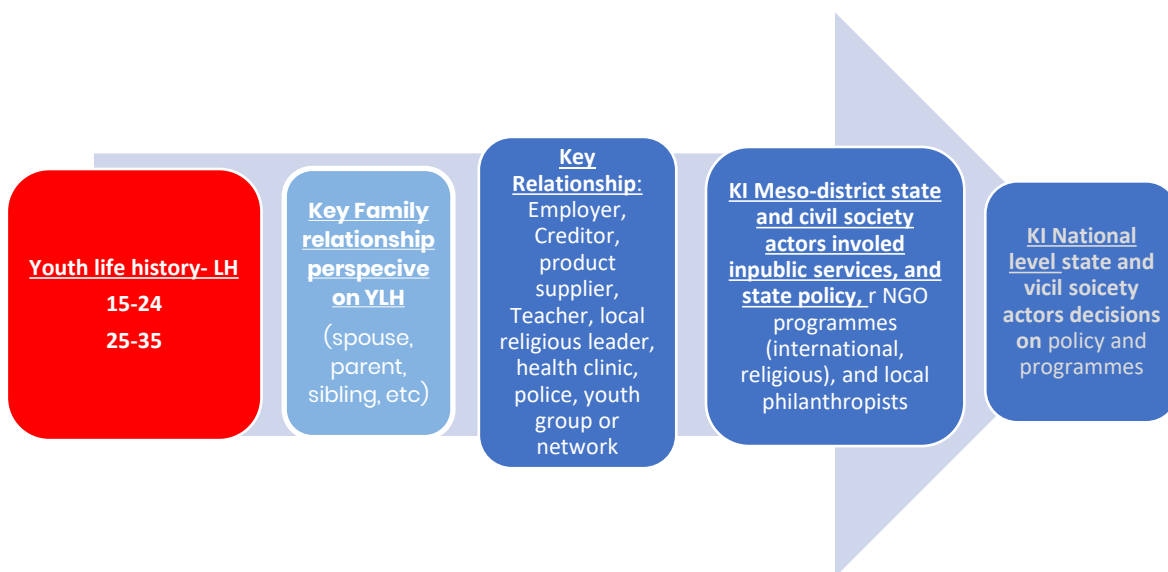 Youth life history- LH
15-24
25-35
Key Family
relationship
perspecive
on YLH
(spouse,
parent,
sibling, etc)
Key
Relationship:
Employer,
Creditor,
product
supplier,
Teacher, local
religious leader,
health clinic,
police, youth
group or
network
KI Meso-district state
and civil society
actors involed
inpublic services, and
state policy, r NGO
programmes
(international,
religious), and local
philanthropists
KI National
level state and
vicil soicety
actors decisions
on policy and
programmes